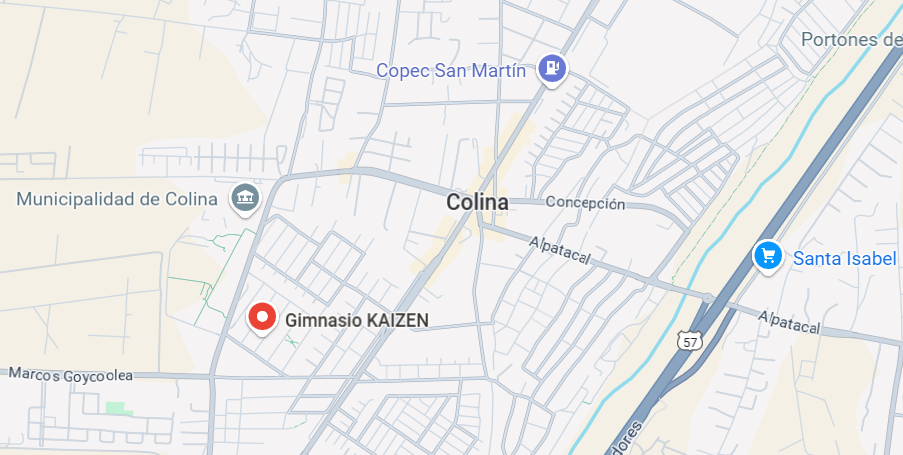 Portones de
Copec San Martín
Municipalidad de Colina
Colina
Concepción
Alpatacal
Santa Isabel
Gimnasio KAIZEN
Alpatacal
57
Marcos Goycoolea
dores